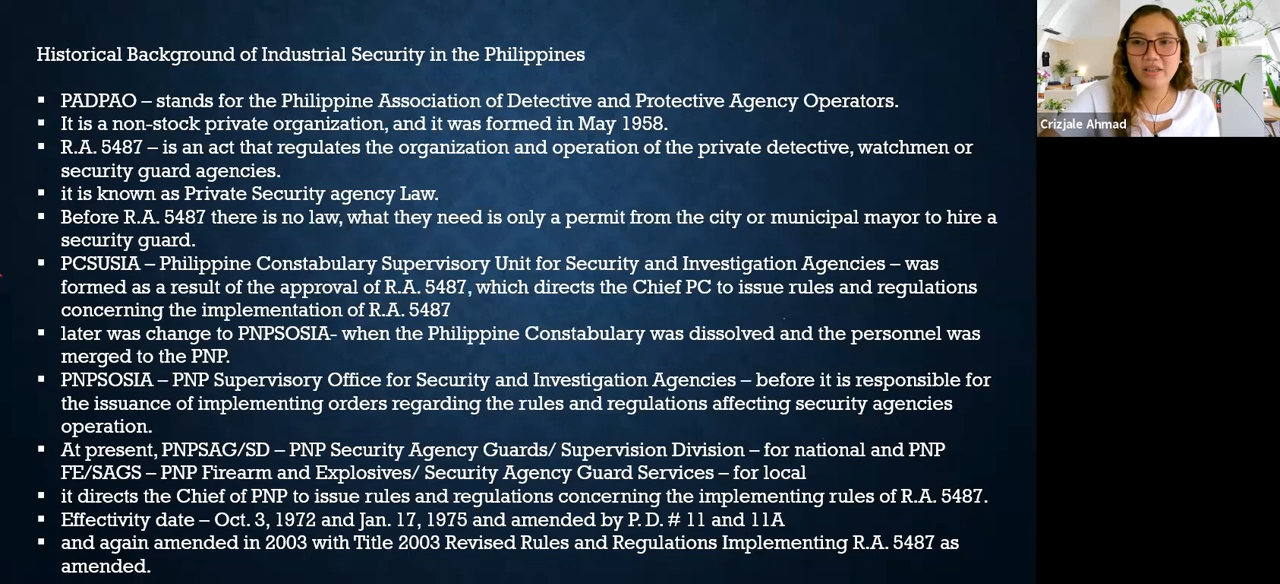 Historical Background of Industrial Security in the Philippines
▪ PADPAO – stands for the Philippine Association of Detective and Protective Agency Operators.
▪ It is a non-stock private organization, and it was formed in May 1958.
▪ R.A. 5487 – is an act that regulates the organization and operation of the private detective, watchmen or
security guard agencies.
▪ it is known as Private Security agency Law.
▪ Before R.A. 5487 there is no law, what they need is only a permit from the city or municipal mayor to hire a
security guard.
▪ PCSUSIA – Philippine Constabulary Supervisory Unit for Security and Investigation Agencies – was
formed as a result of the approval of R.A. 5487, which directs the Chief PC to issue rules and regulations
concerning the implementation of R.A. 5487
▪ later was change to PNPSOSIA- when the Philippine Constabulary was dissolved and the personnel was
merged to the PNP.
▪ PNPSOSIA – PNP Supervisory Office for Security and Investigation Agencies – before it is responsible for
the issuance of implementing orders regarding the rules and regulations affecting security agencies
operation.
▪ At present, PNPSAG/SD – PNP Security Agency Guards/ Supervision Division – for national and PNP
FE/SAGS – PNP Firearm and Explosives/ Security Agency Guard Services – for local
▪ it directs the Chief of PNP to issue rules and regulations concerning the implementing rules of R.A. 5487.
▪ Effectivity date – Oct. 3, 1972 and Jan. 17, 1975 and amended by P. D. # 11 and 11A
▪ and again amended in 2003 with Title 2003 Revised Rules and Regulations Implementing R.A. 5487 as
amended.
Crizjale Ahmad